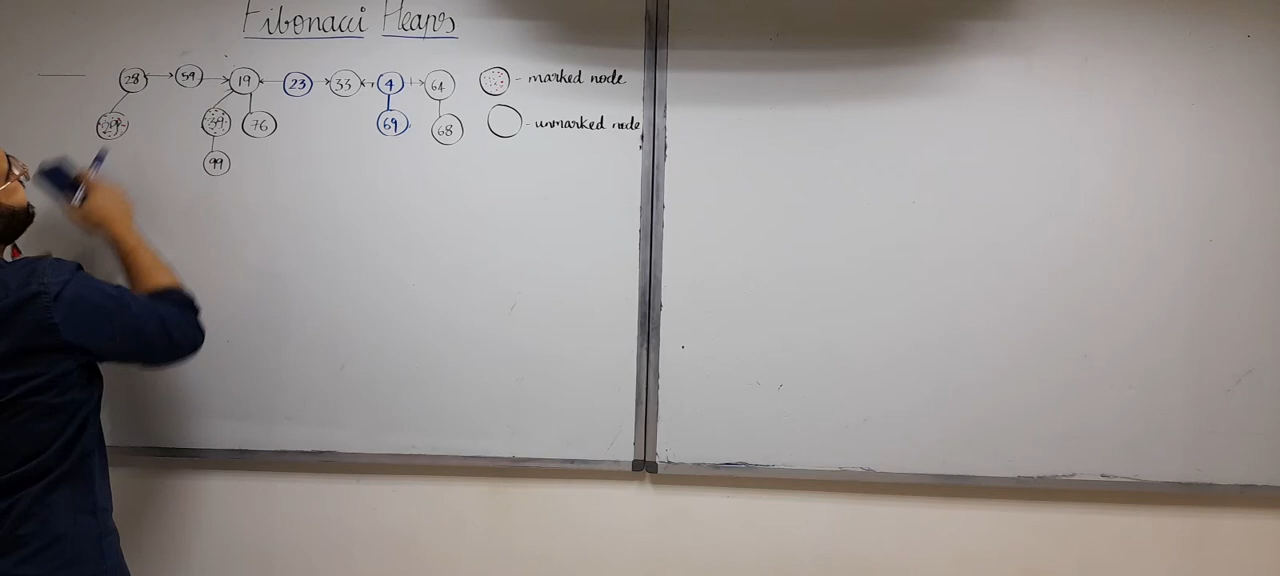 Fibonacci Heaps
28 59 19 23 33 4 64 - marked node
39 76 69 68 - unmarked node
99